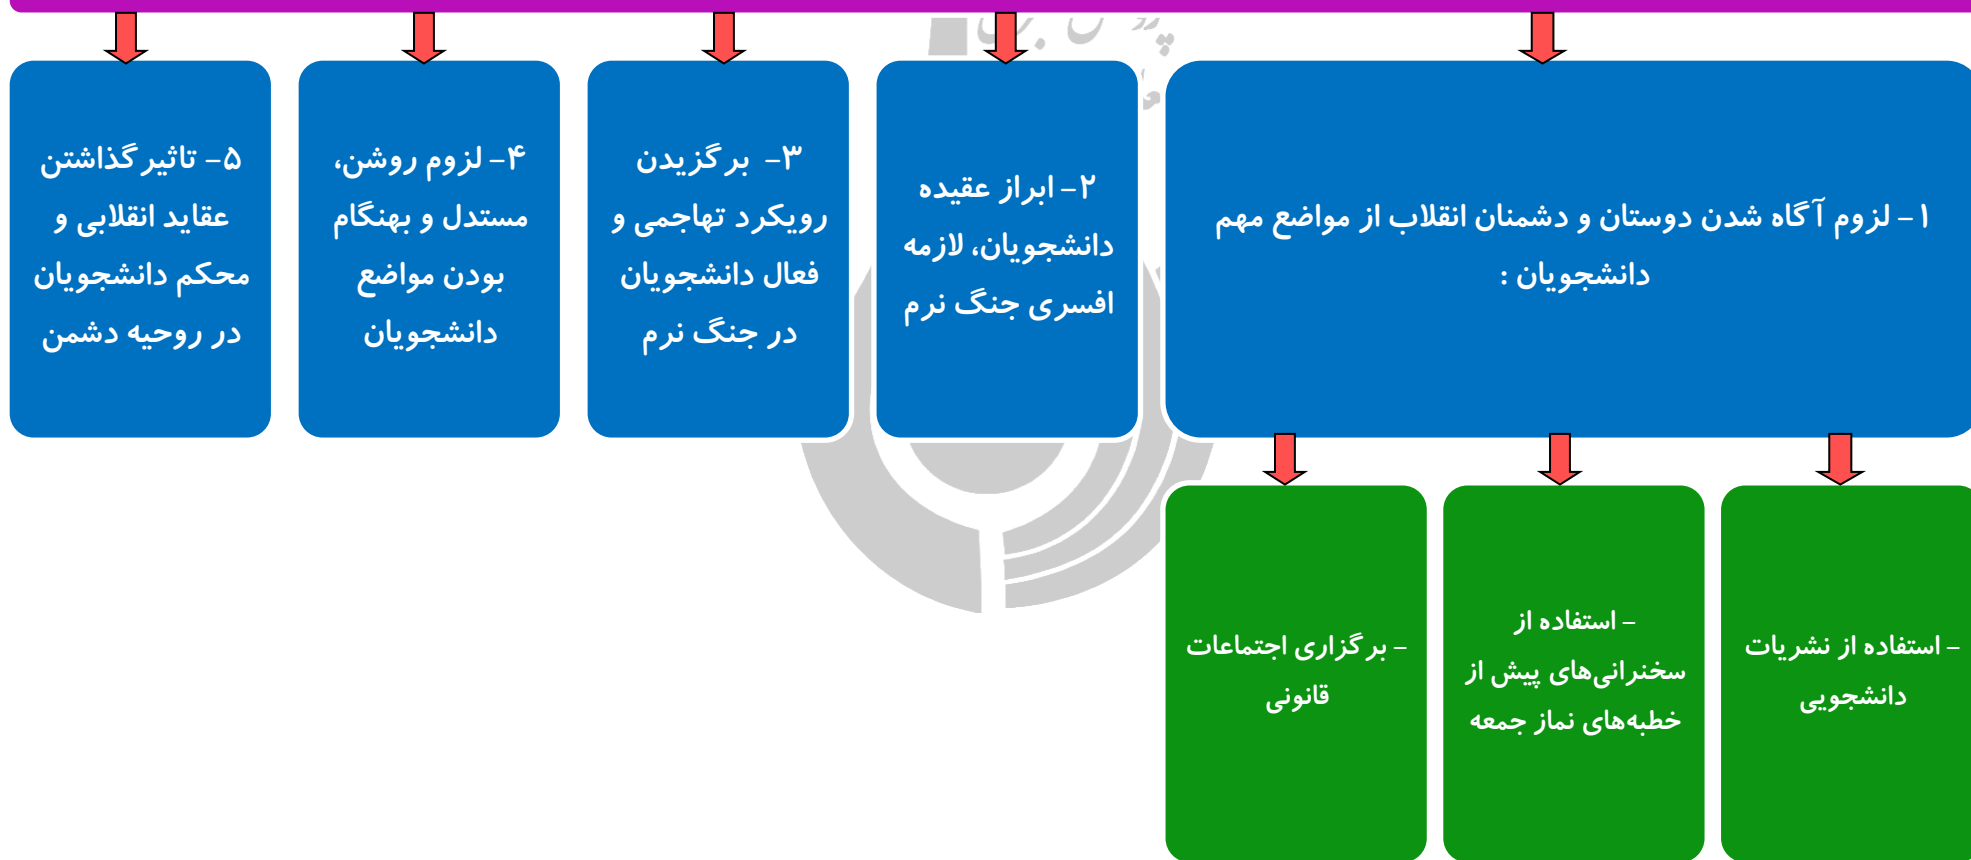 ۱- لزوم آگاه شدن دوستان و دشمنان انقلاب از مواضع مهم
دانشجویان :
۲- ابراز عقیده
دانشجویان، لازمه
افسری جنگ نرم
۳- برگزیدن
رویکرد تهاجمی و
فعال دانشجویان
در جنگ نرم
۴- لزوم روشن،
مستدل و بهنگام
بودن مواضع
دانشجویان
۵- تاثیرگذاشتن
عقاید انقلابی و
محکم دانشجویان
در روحیه دشمن
- استفاده از نشریات
دانشجویی
- استفاده از
سخنرانی‌های پیش از
خطبه‌های نماز جمعه
- برگزاری اجتماعات
قانونی